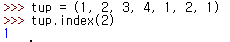 >>> tup = (1, 2, 3, 4, 1, 2, 1)
>>> tup.index(2)
1